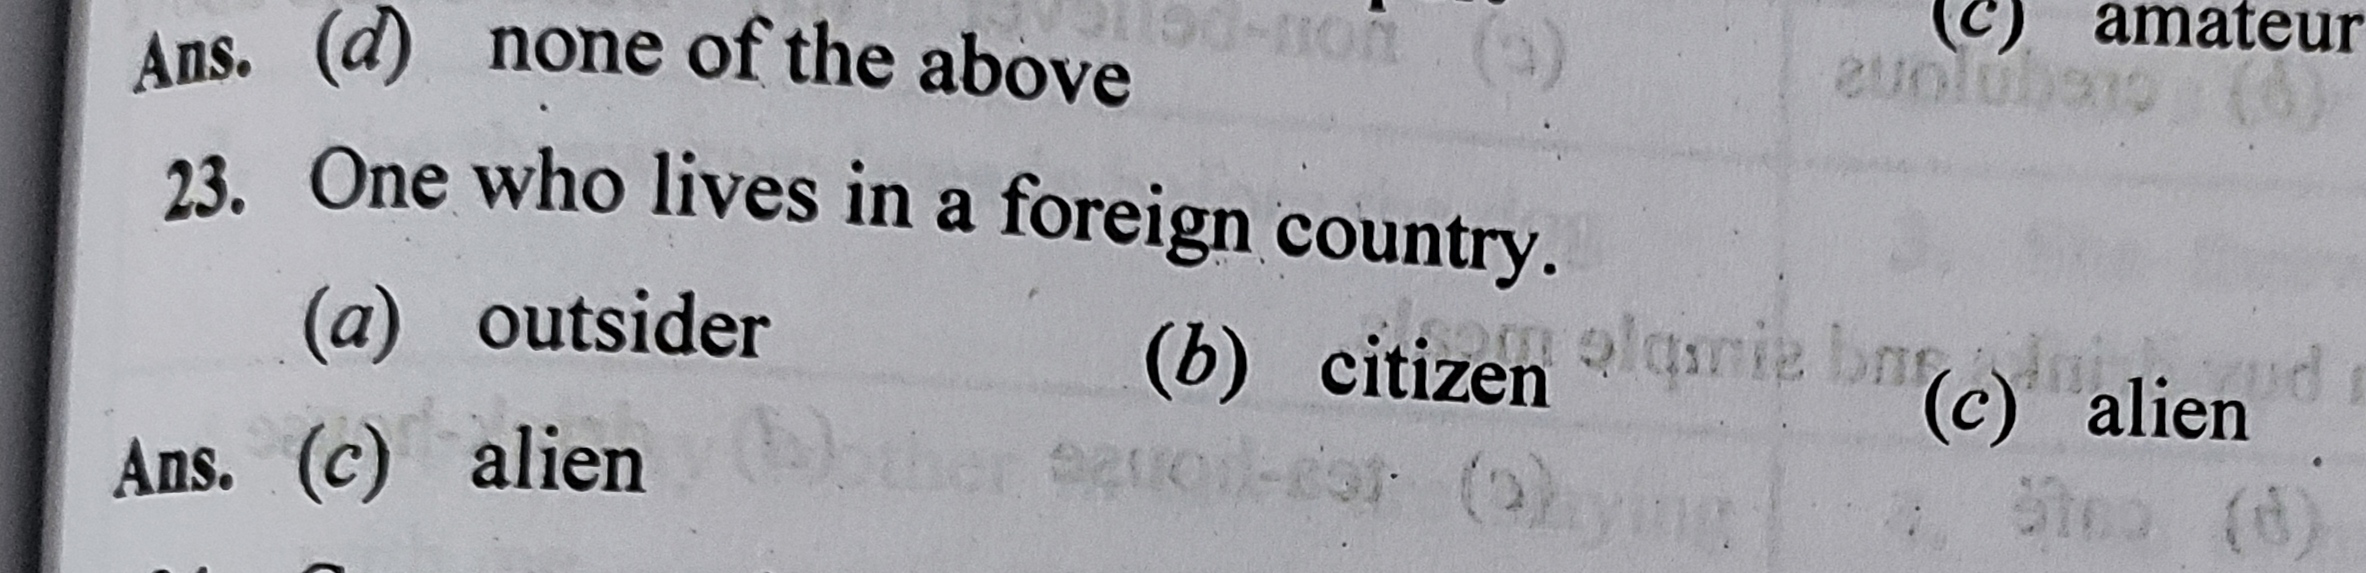 (c) amateur
Ans. (d) none of the above
23. One who lives in a foreign country.
(a) outsider (b) citizen (c) alien
Ans. (c) alien